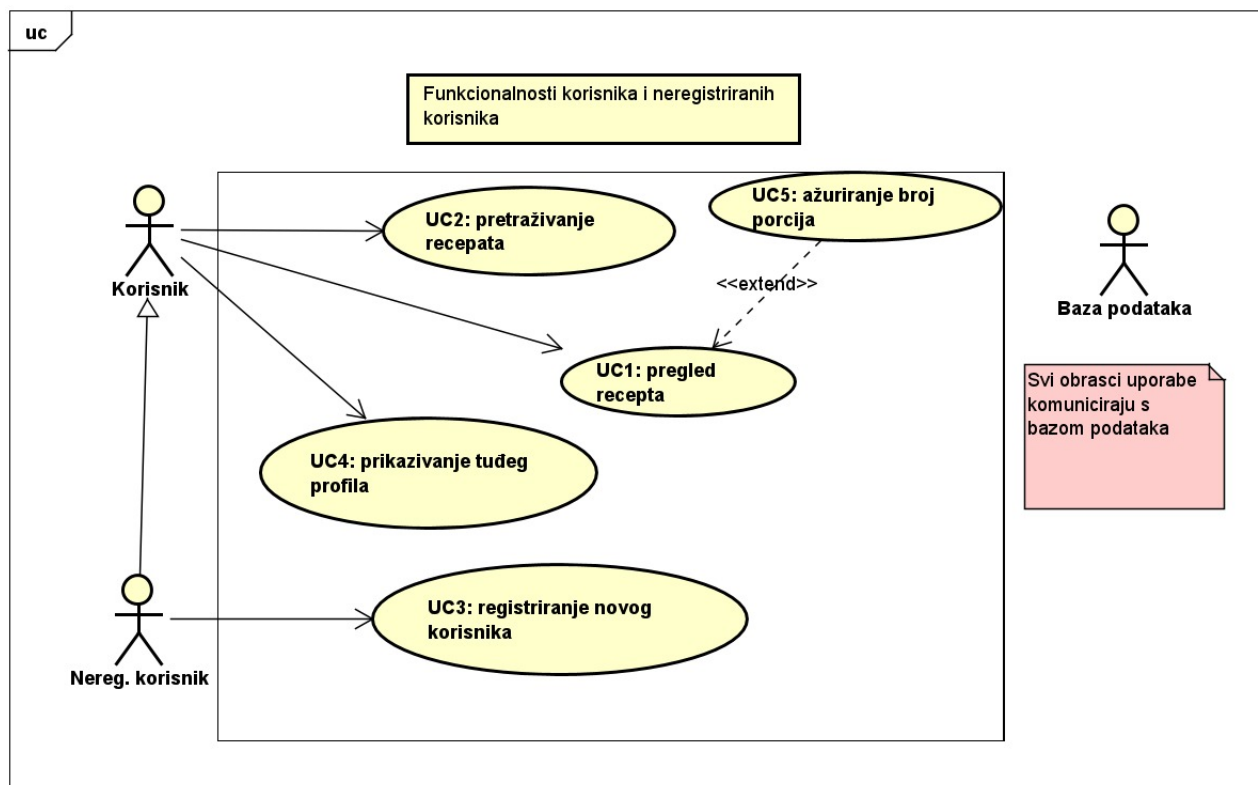 uc
Funkcionalnosti korisnika i neregistriranih
korisnika
UC2: pretraživanje
recepata
UC5: ažuriranje broj
porcija
Korisnik
<<extend>>
Baza podataka
UC1: pregled
recepta
Svi obrasci uporabe
komuniciraju s
bazom podataka
UC4: prikazivanje tuđeg
profila
UC3: registriranje novog
korisnika
Nereg. korisnik